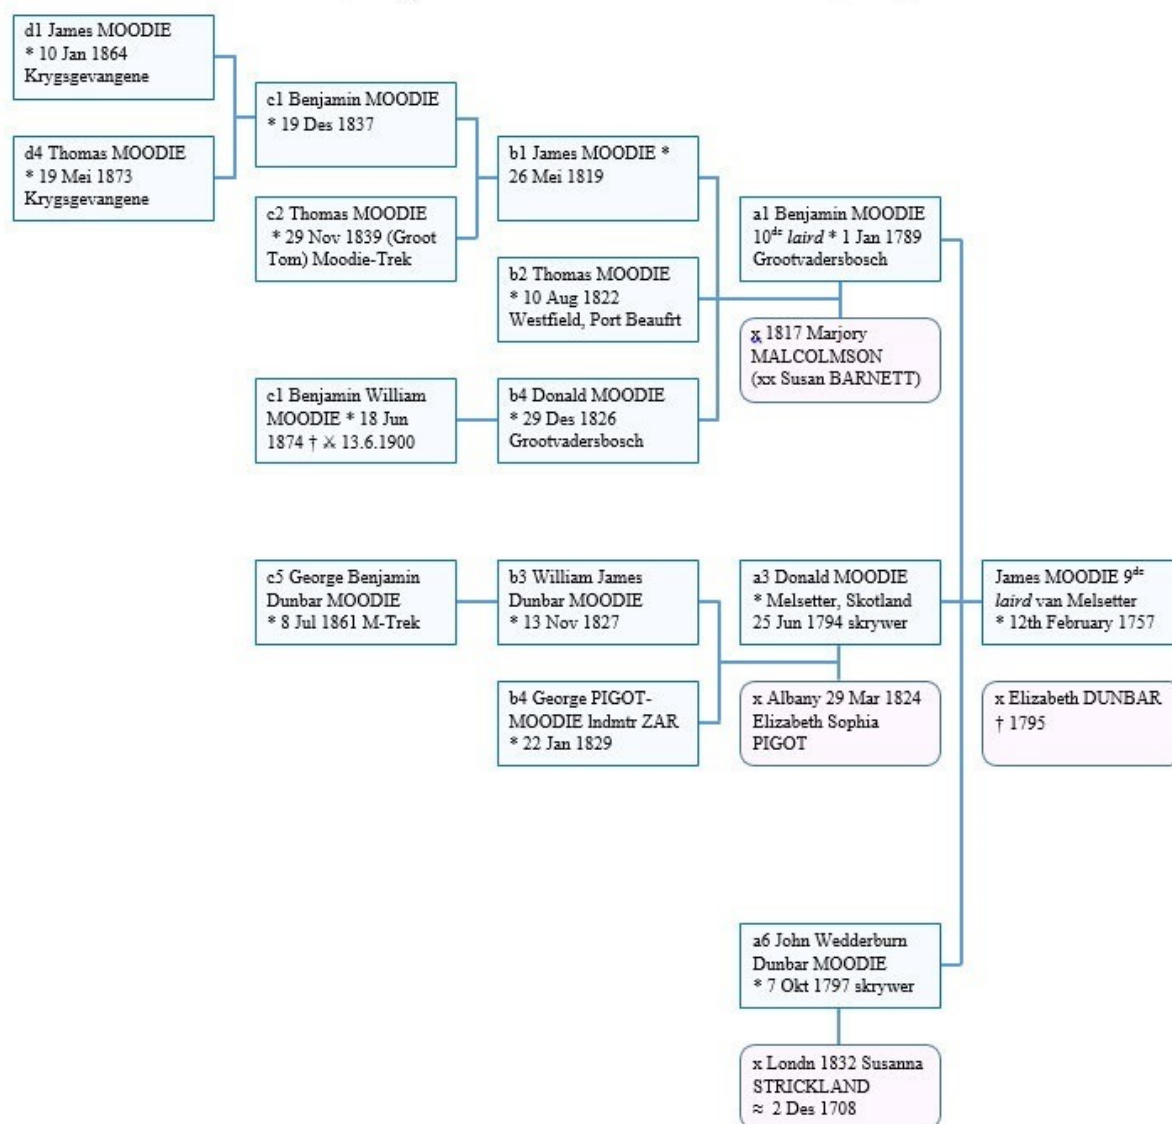 d1 James MOODIE
* 10 Jan 1864
Krygsgevangene
d4 Thomas MOODIE
* 19 Mei 1873
Krygsgevangene
c1 Benjamin MOODIE
* 19 Des 1837
c2 Thomas MOODIE
* 29 Nov 1839 (Groot
Tom) Moodie-Trek
c1 Benjamin William
MOODIE * 18 Jun
1874 † ⚔ 13.6.1900
c5 George Benjamin
Dunbar MOODIE
* 8 Jul 1861 M-Trek
b1 James MOODIE *
26 Mei 1819
b2 Thomas MOODIE
* 10 Aug 1822
Westfield, Port Beaufrt
b4 Donald MOODIE
* 29 Des 1826
Grootvadersbosch
b3 William James
Dunbar MOODIE
* 13 Nov 1827
b4 George PIGOT-
MOODIE lndmtr ZAR
* 22 Jan 1829
a1 Benjamin MOODIE
10de laird * 1 Jan 1789
Grootvadersbosch
x 1817 Marjory
MALCOLMSON
(xx Susan BARNETT)
a3 Donald MOODIE
* Melsetter, Skotland
25 Jun 1794 skrywer
x Albany 29 Mar 1824
Elizabeth Sophia
PIGOT
a6 John Wedderburn
Dunbar MOODIE
* 7 Okt 1797 skrywer
x Londn 1832 Susanna
STRICKLAND
≈ 2 Des 1708
James MOODIE 9de
laird van Melsetter
* 12th February 1757
x Elizabeth DUNBAR
† 1795